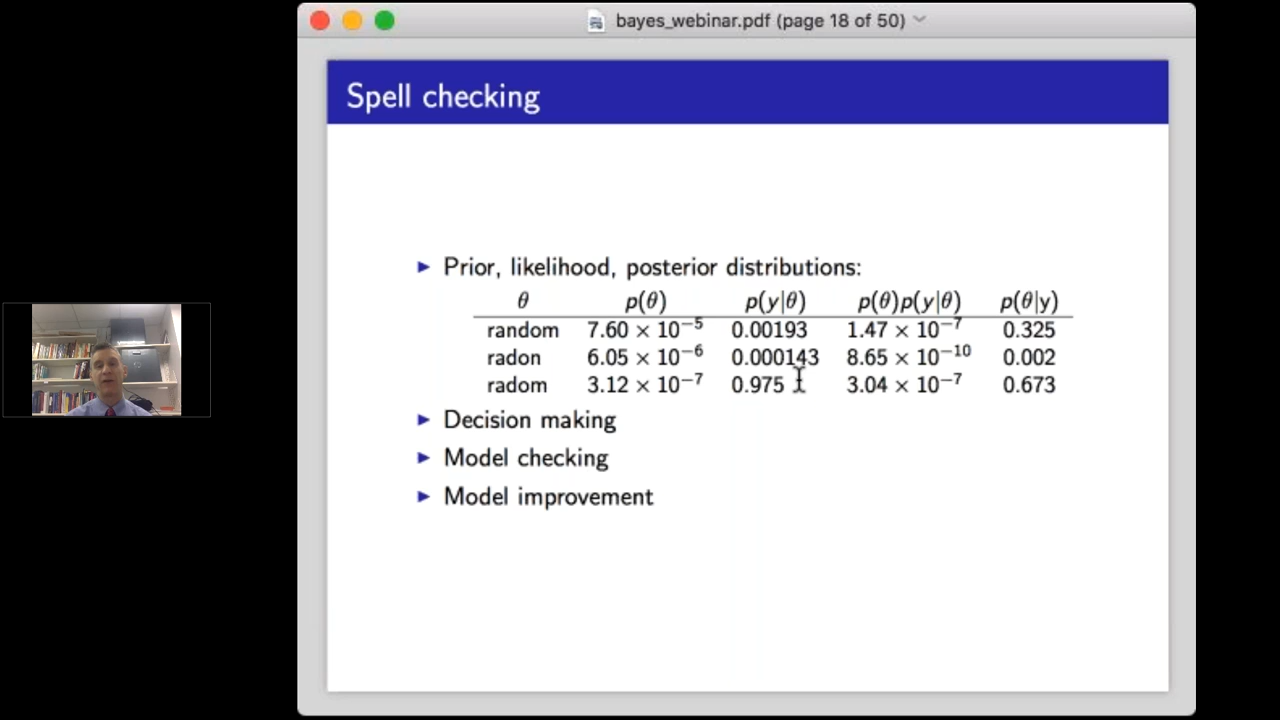 bayes_webinar.pdf (page 18 of 50)
Spell checking
► Prior, likelihood, posterior distributions:
θ p(θ) p(y|θ) p(θ)p(y|θ) p(θ|y)
random 7.60 × 10⁻⁵ 0.00193 1.47 × 10⁻⁷ 0.325
radon 6.05 × 10⁻⁶ 0.000143 8.65 × 10⁻¹⁰ 0.002
radom 3.12 × 10⁻⁷ 0.975 3.04 × 10⁻⁷ 0.673
► Decision making
► Model checking
► Model improvement